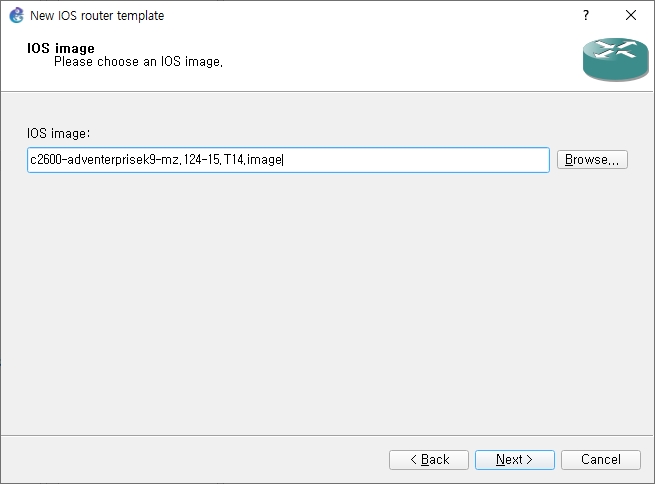 New IOS router template
?
IOS image
Please choose an IOS image.
IOS image:
c2600-adventerprisek9-mz.124-15.T14.image
Browse...
< Back
Next >
Cancel